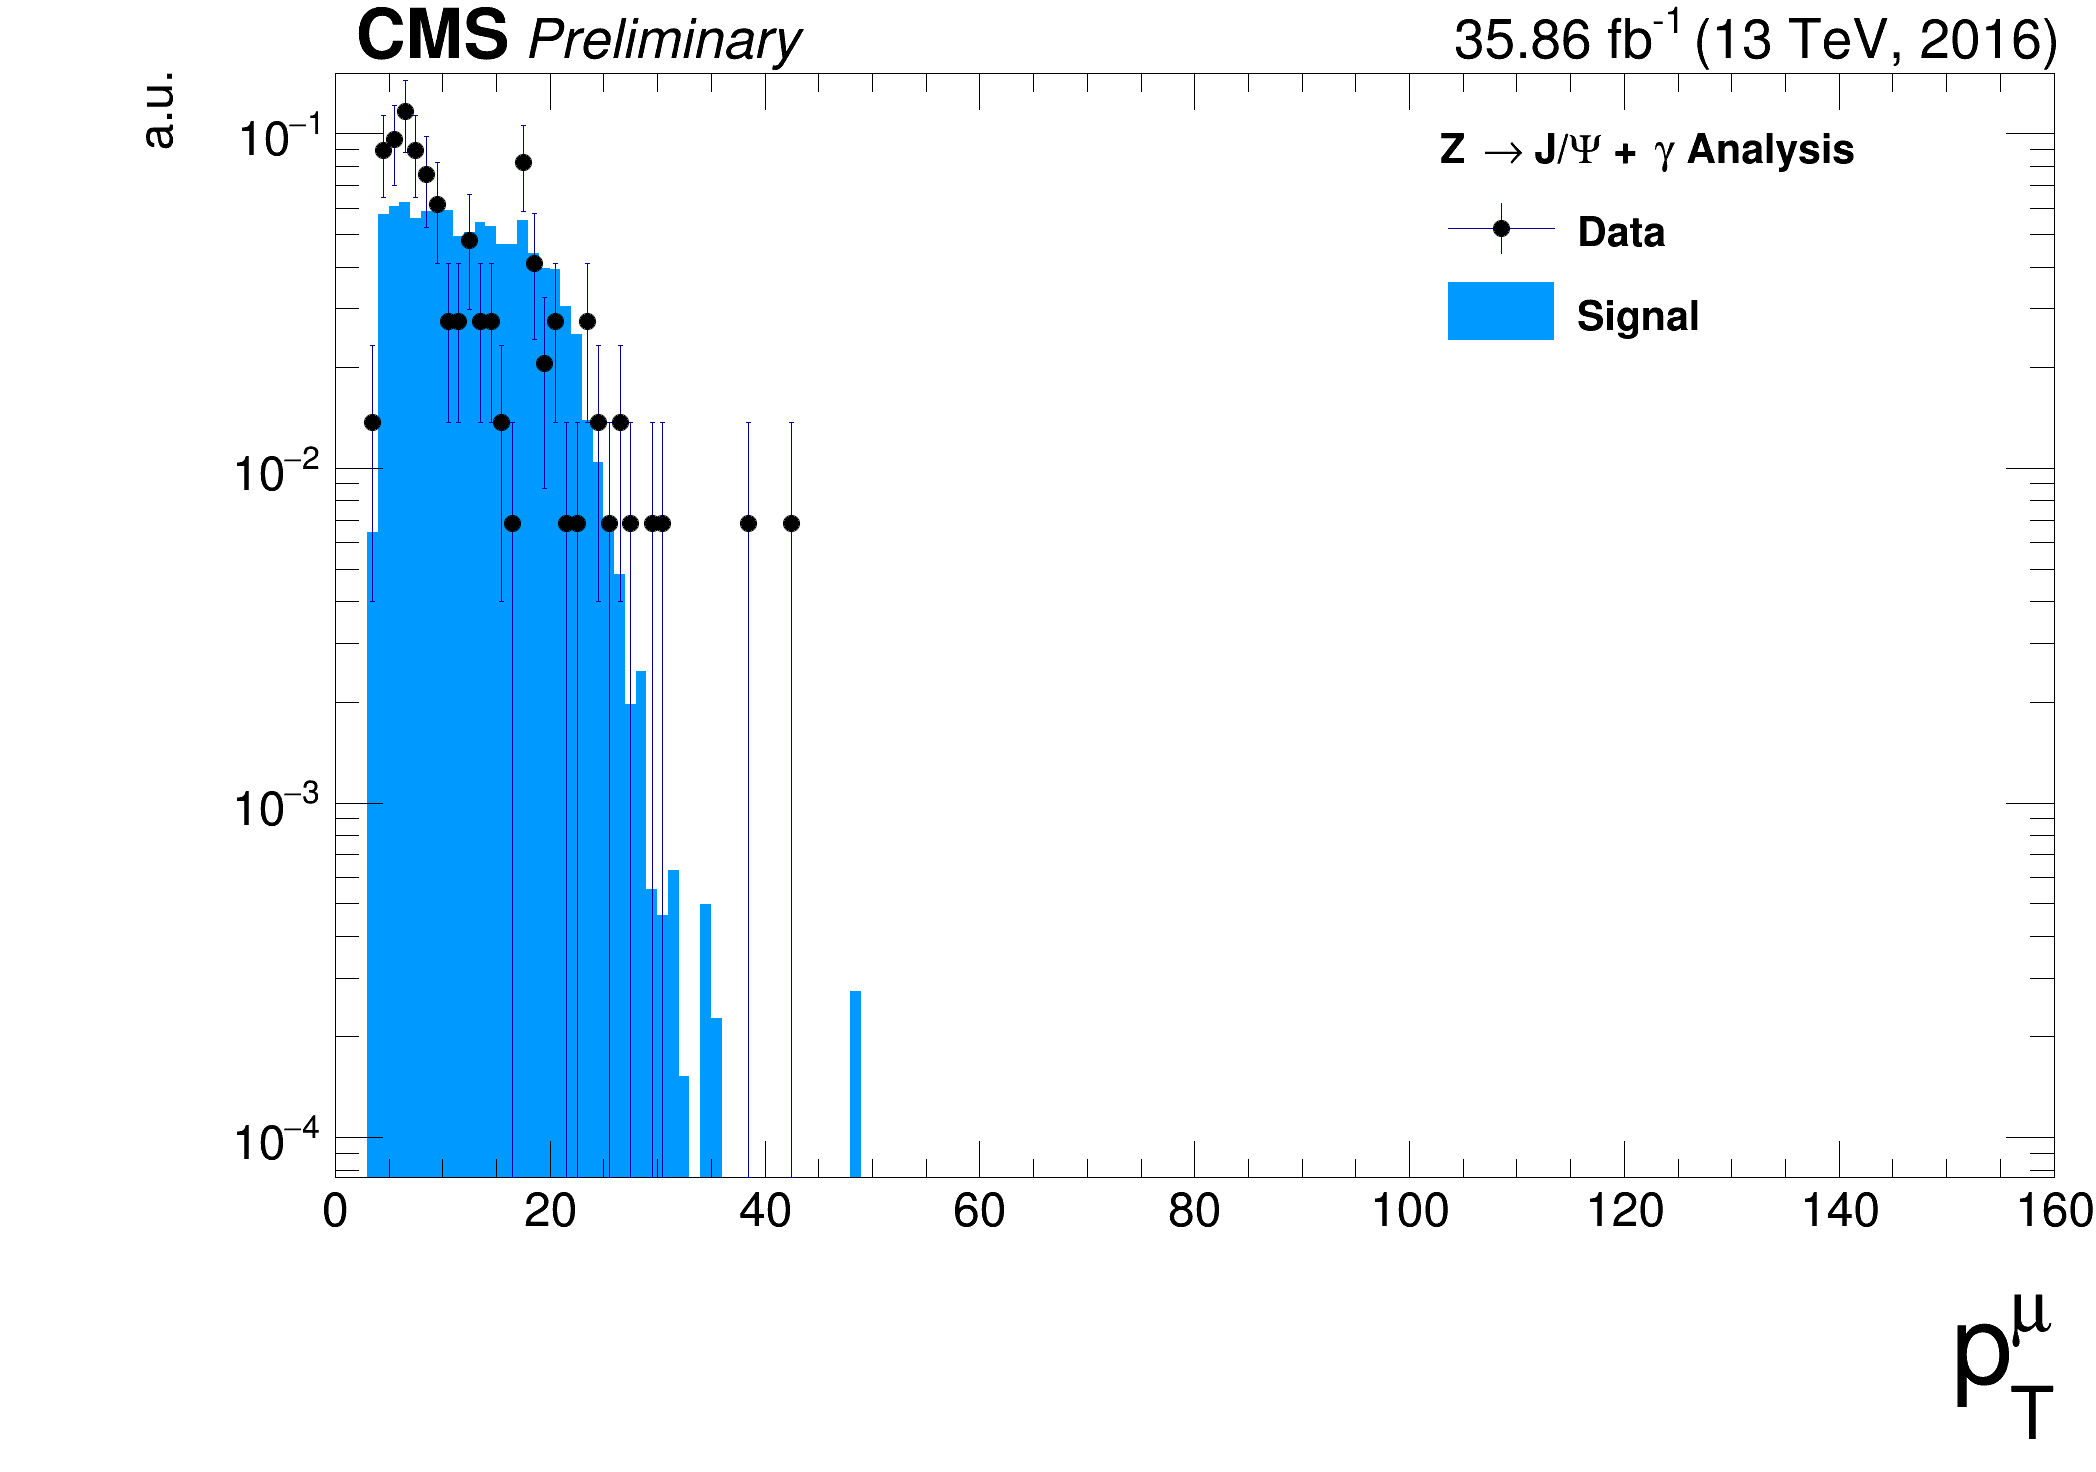 CMS Preliminary 35.86 fb⁻¹ (13 TeV, 2016)
a.u.
Z → J/Ψ + γ Analysis
Data
Signal
10⁻¹
10⁻²
10⁻³
10⁻⁴
0 20 40 60 80 100 120 140 160
p_T^μ